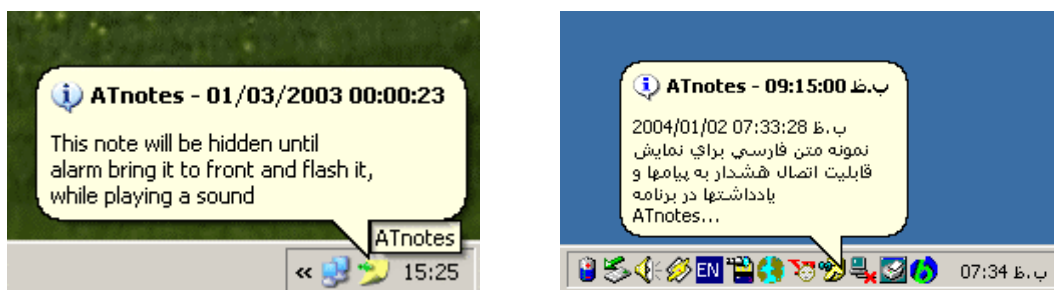 ATnotes - 01/03/2003 00:00:23
This note will be hidden until
alarm bring it to front and flash it,
while playing a sound
ATnotes
« 15:25
ATnotes - 09:15:00 ب.ظ
2004/01/02 07:33:28 ب.ظ
نمونه متن فارسي براي نمايش
قابليت اتصال هشدار به پيامها و
يادداشتها در برنامه
ATnotes...
EN 07:34 ب.ظ